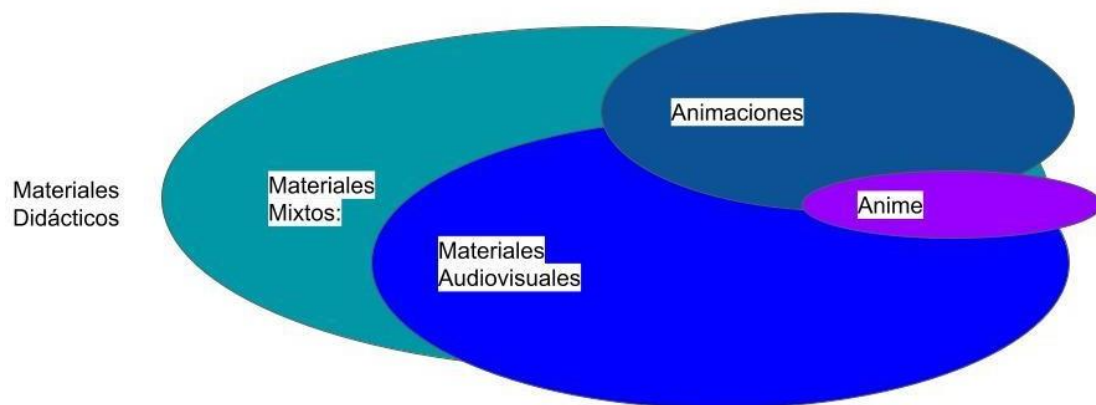 Animaciones
Materiales
Didácticos
Materiales
Mixtos:
Anime
Materiales
Audiovisuales